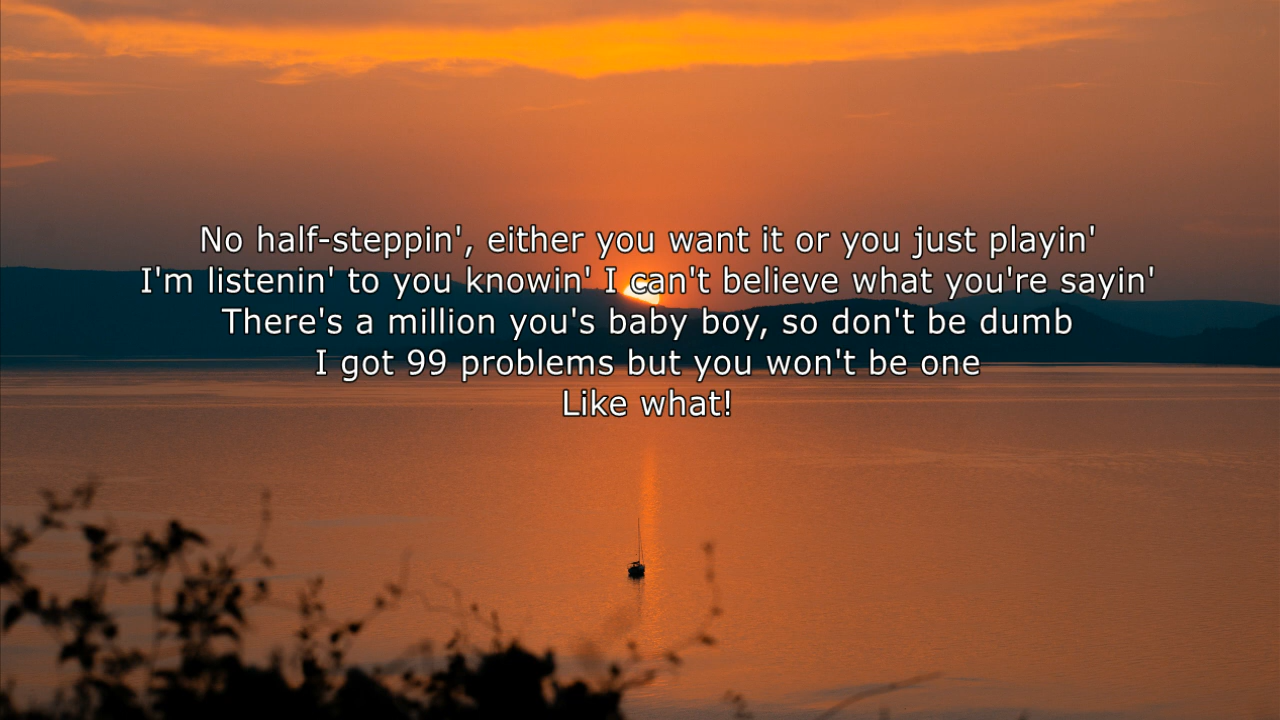 No half-steppin', either you want it or you just playin'
I'm listenin' to you knowin' I can't believe what you're sayin'
There's a million you's baby boy, so don't be dumb
I got 99 problems but you won't be one
Like what!